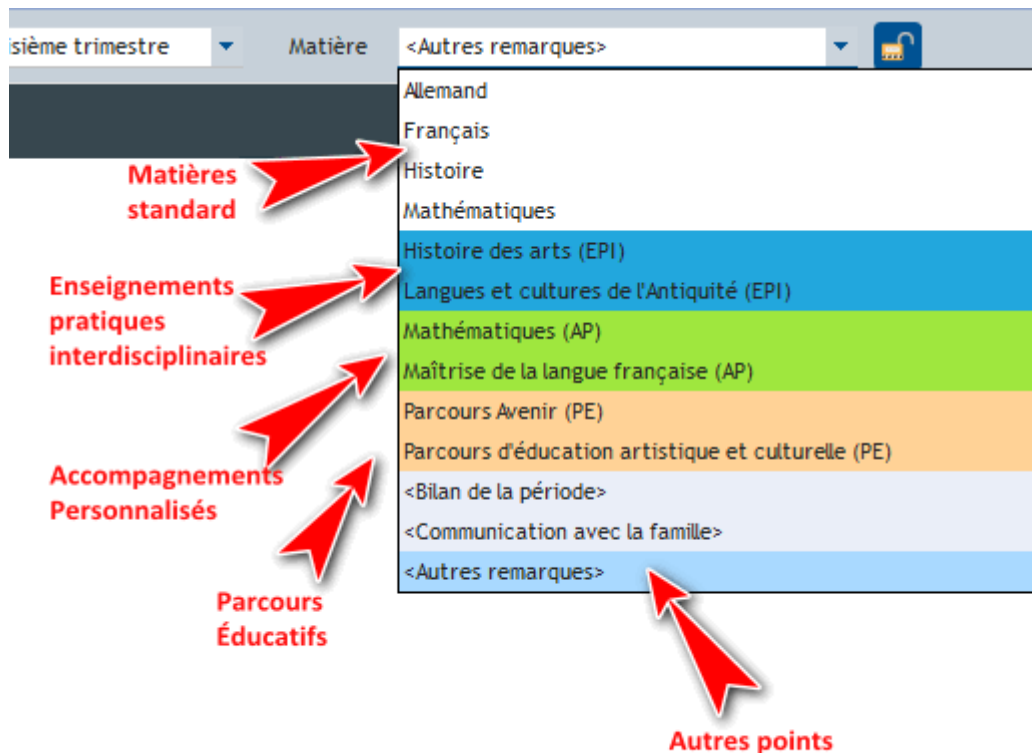 isième trimestre Matière <Autres remarques>
Allemand
Français
Histoire
Mathématiques
Histoire des arts (EPI)
Langues et cultures de l'Antiquité (EPI)
Mathématiques (AP)
Maîtrise de la langue française (AP)
Parcours Avenir (PE)
Parcours d'éducation artistique et culturelle (PE)
<Bilan de la période>
<Communication avec la famille>
<Autres remarques>
Matières
standard
Enseignements
pratiques
interdisciplinaires
Accompagnements
Personnalisés
Parcours
Éducatifs
Autres points